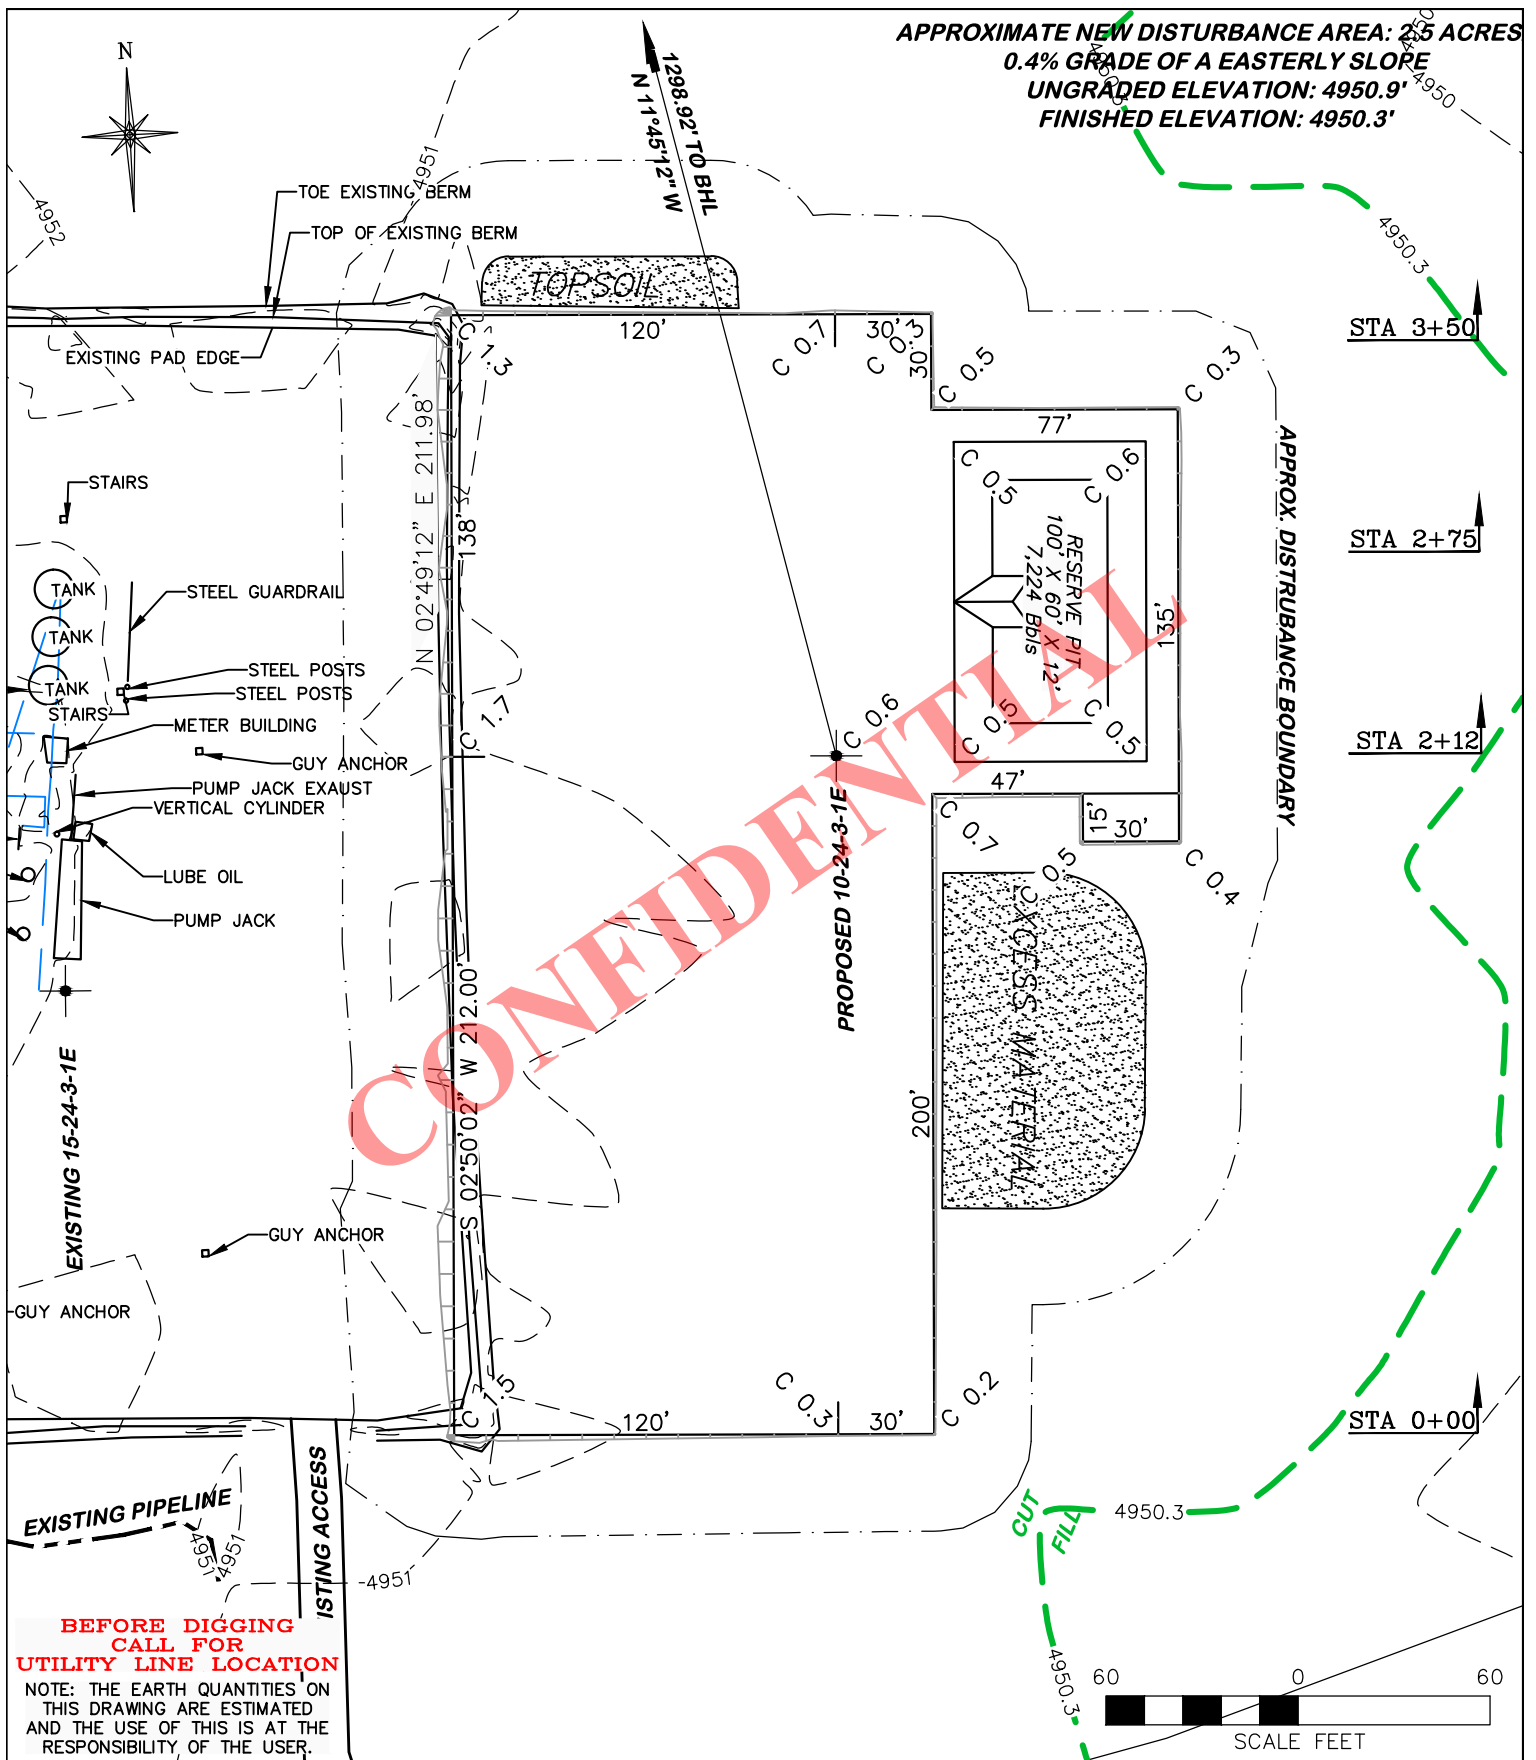 APPROXIMATE NEW DISTURBANCE AREA: 2.5 ACRES
0.4% GRADE OF A EASTERLY SLOPE
UNGRADED ELEVATION: 4950.9'
FINISHED ELEVATION: 4950.3'
4950
4950
4950.3
N
1298.92' TO BHL
N 11°45'12" W
4951
4952
TOE EXISTING BERM
TOP OF EXISTING BERM
EXISTING PAD EDGE
TOPSOIL
4950.3
STA 3+50
120'
30'
30'
C 1.3
C 0.7
C 0.3
C 0.5
C 0.3
77'
N 02°49'12" E 211.98'
138'
STAIRS
C 0.5
C 0.6
RESERVE PIT
100' X 60' X 12'
7,224 Bbls
C 0.5
C 0.5
135'
APPROX. DISTRUBANCE BOUNDARY
STA 2+75
TANK
TANK
TANK
STEEL GUARDRAIL
STEEL POSTS
STEEL POSTS
STAIRS
METER BUILDING
GUY ANCHOR
PUMP JACK EXAUST
VERTICAL CYLINDER
LUBE OIL
PUMP JACK
C 1.7
C 0.6
STA 2+12
47'
15'
30'
C 0.7
C 0.5
C 0.4
PROPOSED 10-24-3-1E
EXCESS MATERIAL
CONFIDENTIAL
EXISTING 15-24-3-1E
S 02°50'02" W 212.00'
200'
GUY ANCHOR
GUY ANCHOR
C 1.5
120'
C 0.3
30'
C 0.2
STA 0+00
EXISTING PIPELINE
4951
4951
4951
ISTING ACCESS
CUT
FILL
4950.3
4950.3
BEFORE DIGGING
CALL FOR
UTILITY LINE LOCATION
NOTE: THE EARTH QUANTITIES ON
THIS DRAWING ARE ESTIMATED
AND THE USE OF THIS IS AT THE
RESPONSIBILITY OF THE USER.
60 0 60
SCALE FEET